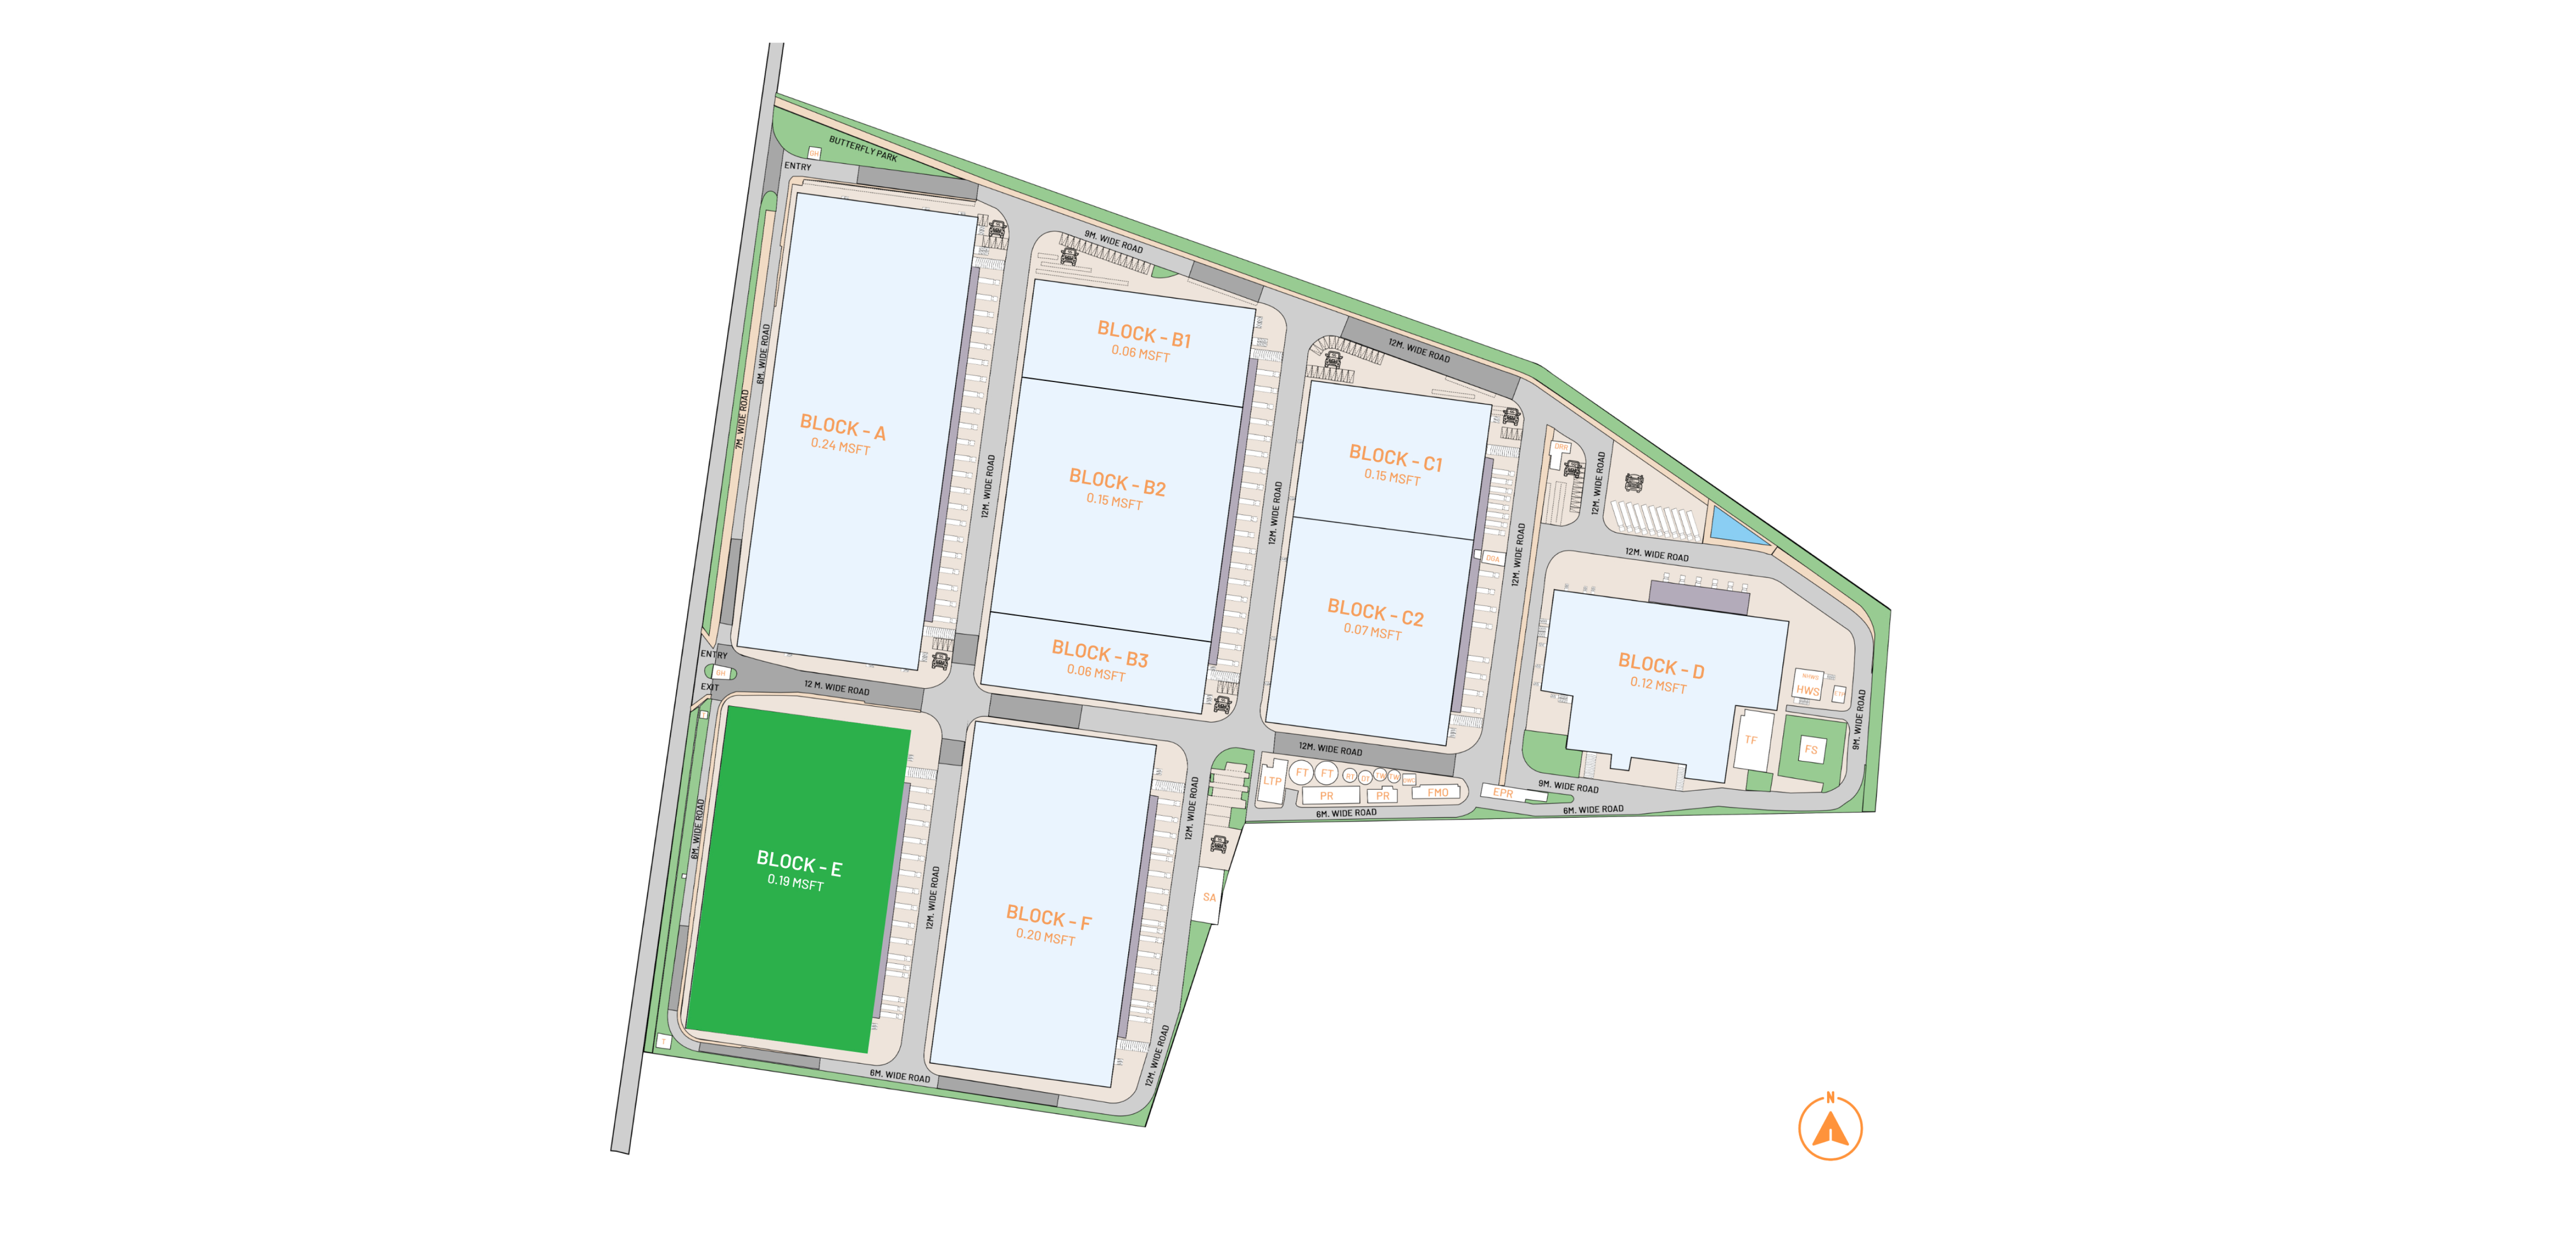 BUTTERFLY PARK
GH
ENTRY
9M. WIDE ROAD
6M. WIDE ROAD
7M. WIDE ROAD
BLOCK - A
0.24 MSFT
12M. WIDE ROAD
BLOCK - B1
0.06 MSFT
BLOCK - B2
0.15 MSFT
BLOCK - B3
0.06 MSFT
12M. WIDE ROAD
12M. WIDE ROAD
BLOCK - C1
0.15 MSFT
BLOCK - C2
0.07 MSFT
12M. WIDE ROAD
12M. WIDE ROAD
12M. WIDE ROAD
BLOCK - D
0.12 MSFT
HWS
TF
FS
9M. WIDE ROAD
ENTRY
GH
EXIT
12 M. WIDE ROAD
12M. WIDE ROAD
LTP
FT
FT
PR
PR
FMO
EPR
9M. WIDE ROAD
6M. WIDE ROAD
6M. WIDE ROAD
6M. WIDE ROAD
BLOCK - E
0.19 MSFT
12M. WIDE ROAD
BLOCK - F
0.20 MSFT
12M. WIDE ROAD
SA
T
6M. WIDE ROAD
12M. WIDE ROAD
N